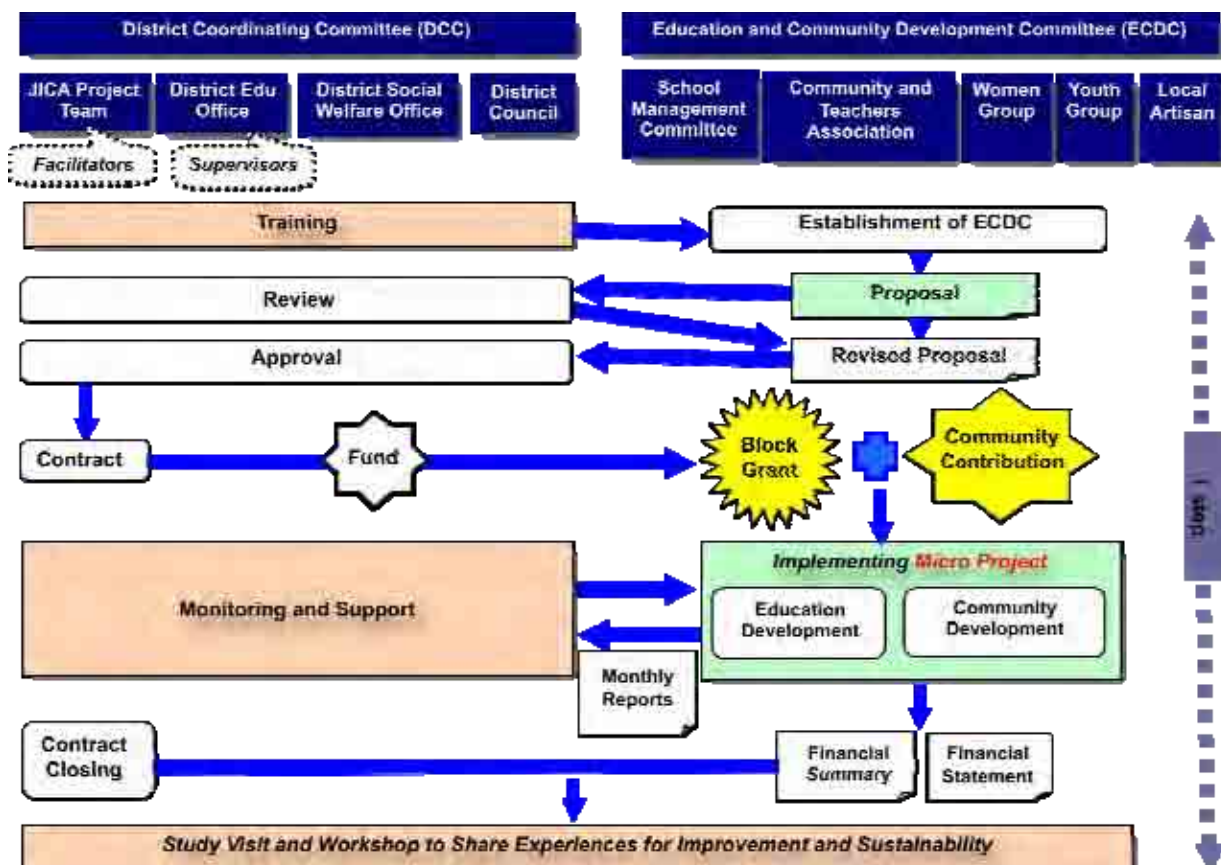 District Coordinating Committee (DCC)
Education and Community Development Committee (ECDC)
JICA Project
Team
District Edu
Office
District Social
Welfare Office
District
Council
School
Management
Committee
Community and
Teachers
Association
Women
Group
Youth
Group
Local
Artisan
Facilitators
Supervisors
Training
Establishment of ECDC
Review
Proposal
Approval
Revised Proposal
Contract
Fund
Block
Grant
Community
Contribution
Implementing Micro Project
Monitoring and Support
Education
Development
Community
Development
Monthly
Reports
Contract
Closing
Financial
Summary
Financial
Statement
Study Visit and Workshop to Share Experiences for Improvement and Sustainability